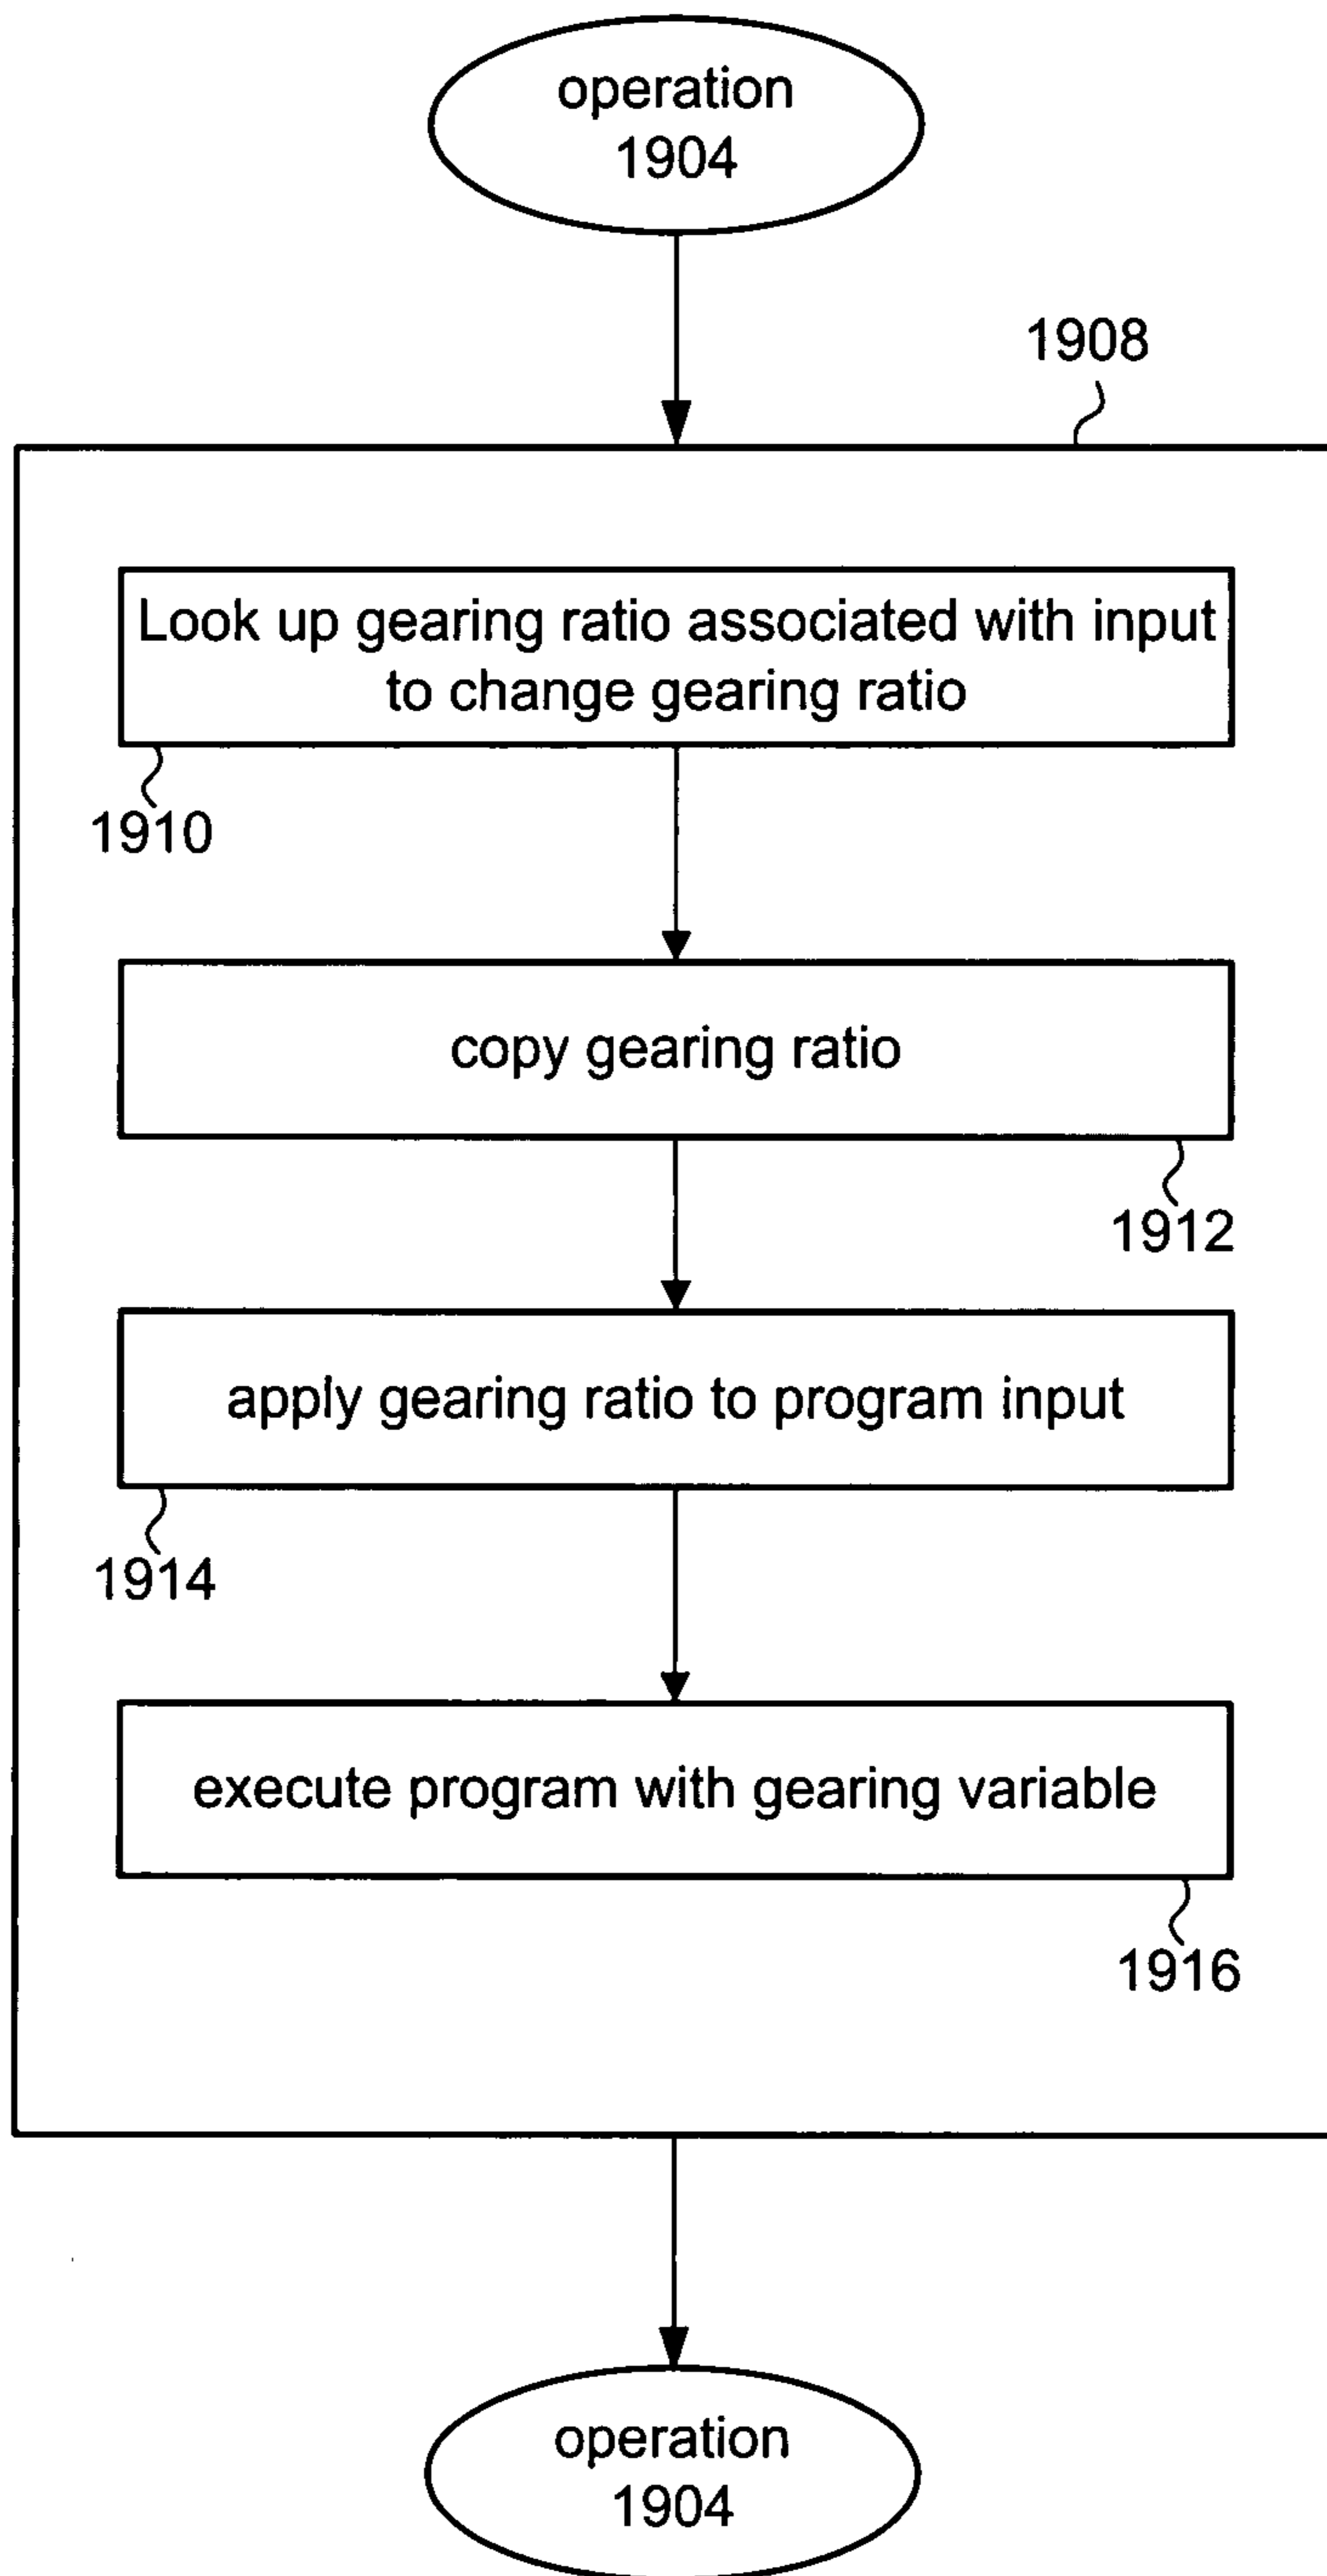 operation
1904
1908
Look up gearing ratio associated with input
to change gearing ratio
1910
copy gearing ratio
1912
apply gearing ratio to program input
1914
execute program with gearing variable
1916
operation
1904